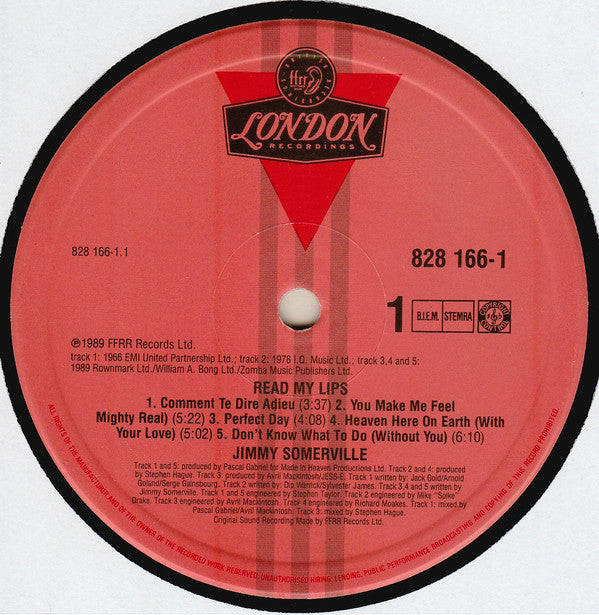 ffrr
LONDON
RECORDINGS
828 166-1.1
828 166-1
1
B.I.E.M.
STEMRA
COPYRIGHT
CONTROL
℗1989 FFRR Records Ltd.
track 1: 1966 EMI United Partnership Ltd.; track 2: 1978 I.Q. Music Ltd.; track 3,4 and 5:
1989 Rownmark Ltd./William A. Bong Ltd./Zomba Music Publishers Ltd.
READ MY LIPS
1. Comment Te Dire Adieu (3:37) 2. You Make Me Feel
Mighty Real) (5:22) 3. Perfect Day (4:08) 4. Heaven Here On Earth (With
Your Love) (5:02) 5. Don't Know What To Do (Without You) (6:10)
JIMMY SOMERVILLE
Track 1 and 5: produced by Pascal Gabriel for Made In Heaven Productions Ltd. Track 2 and 4: produced
by Stephen Hague. Track 3: produced by Avril Mackintosh/JESS-E. Track 1: written by: Jack Gold/Arnold
Goland/Serge Gainsbourg. Track 2 written by: Dip Werrick/Sylvester James. Track 3,4 and 5 written by
Jimmy Somerville. Track 1 and 5 engineered by Stephen Taylor. Track 2 engineered by Mike "Spike"
Drake. Track 3 engineered by Avril Mackintosh. Track 4 engineered by Richard Moakes. Track 1: mixed by
Pascal Gabriel/Avril Mackintosh. Track 3: mixed by Stephen Hague.
Original Sound Recording Made by FFRR Records Ltd.
ALL RIGHTS OF THE MANUFACTURER AND OF THE OWNER OF THE RECORDED WORK RESERVED. UNAUTHORISED HIRING, LENDING, PUBLIC PERFORMANCE BROADCASTING AND COPYING OF THIS RECORD PROHIBITED.